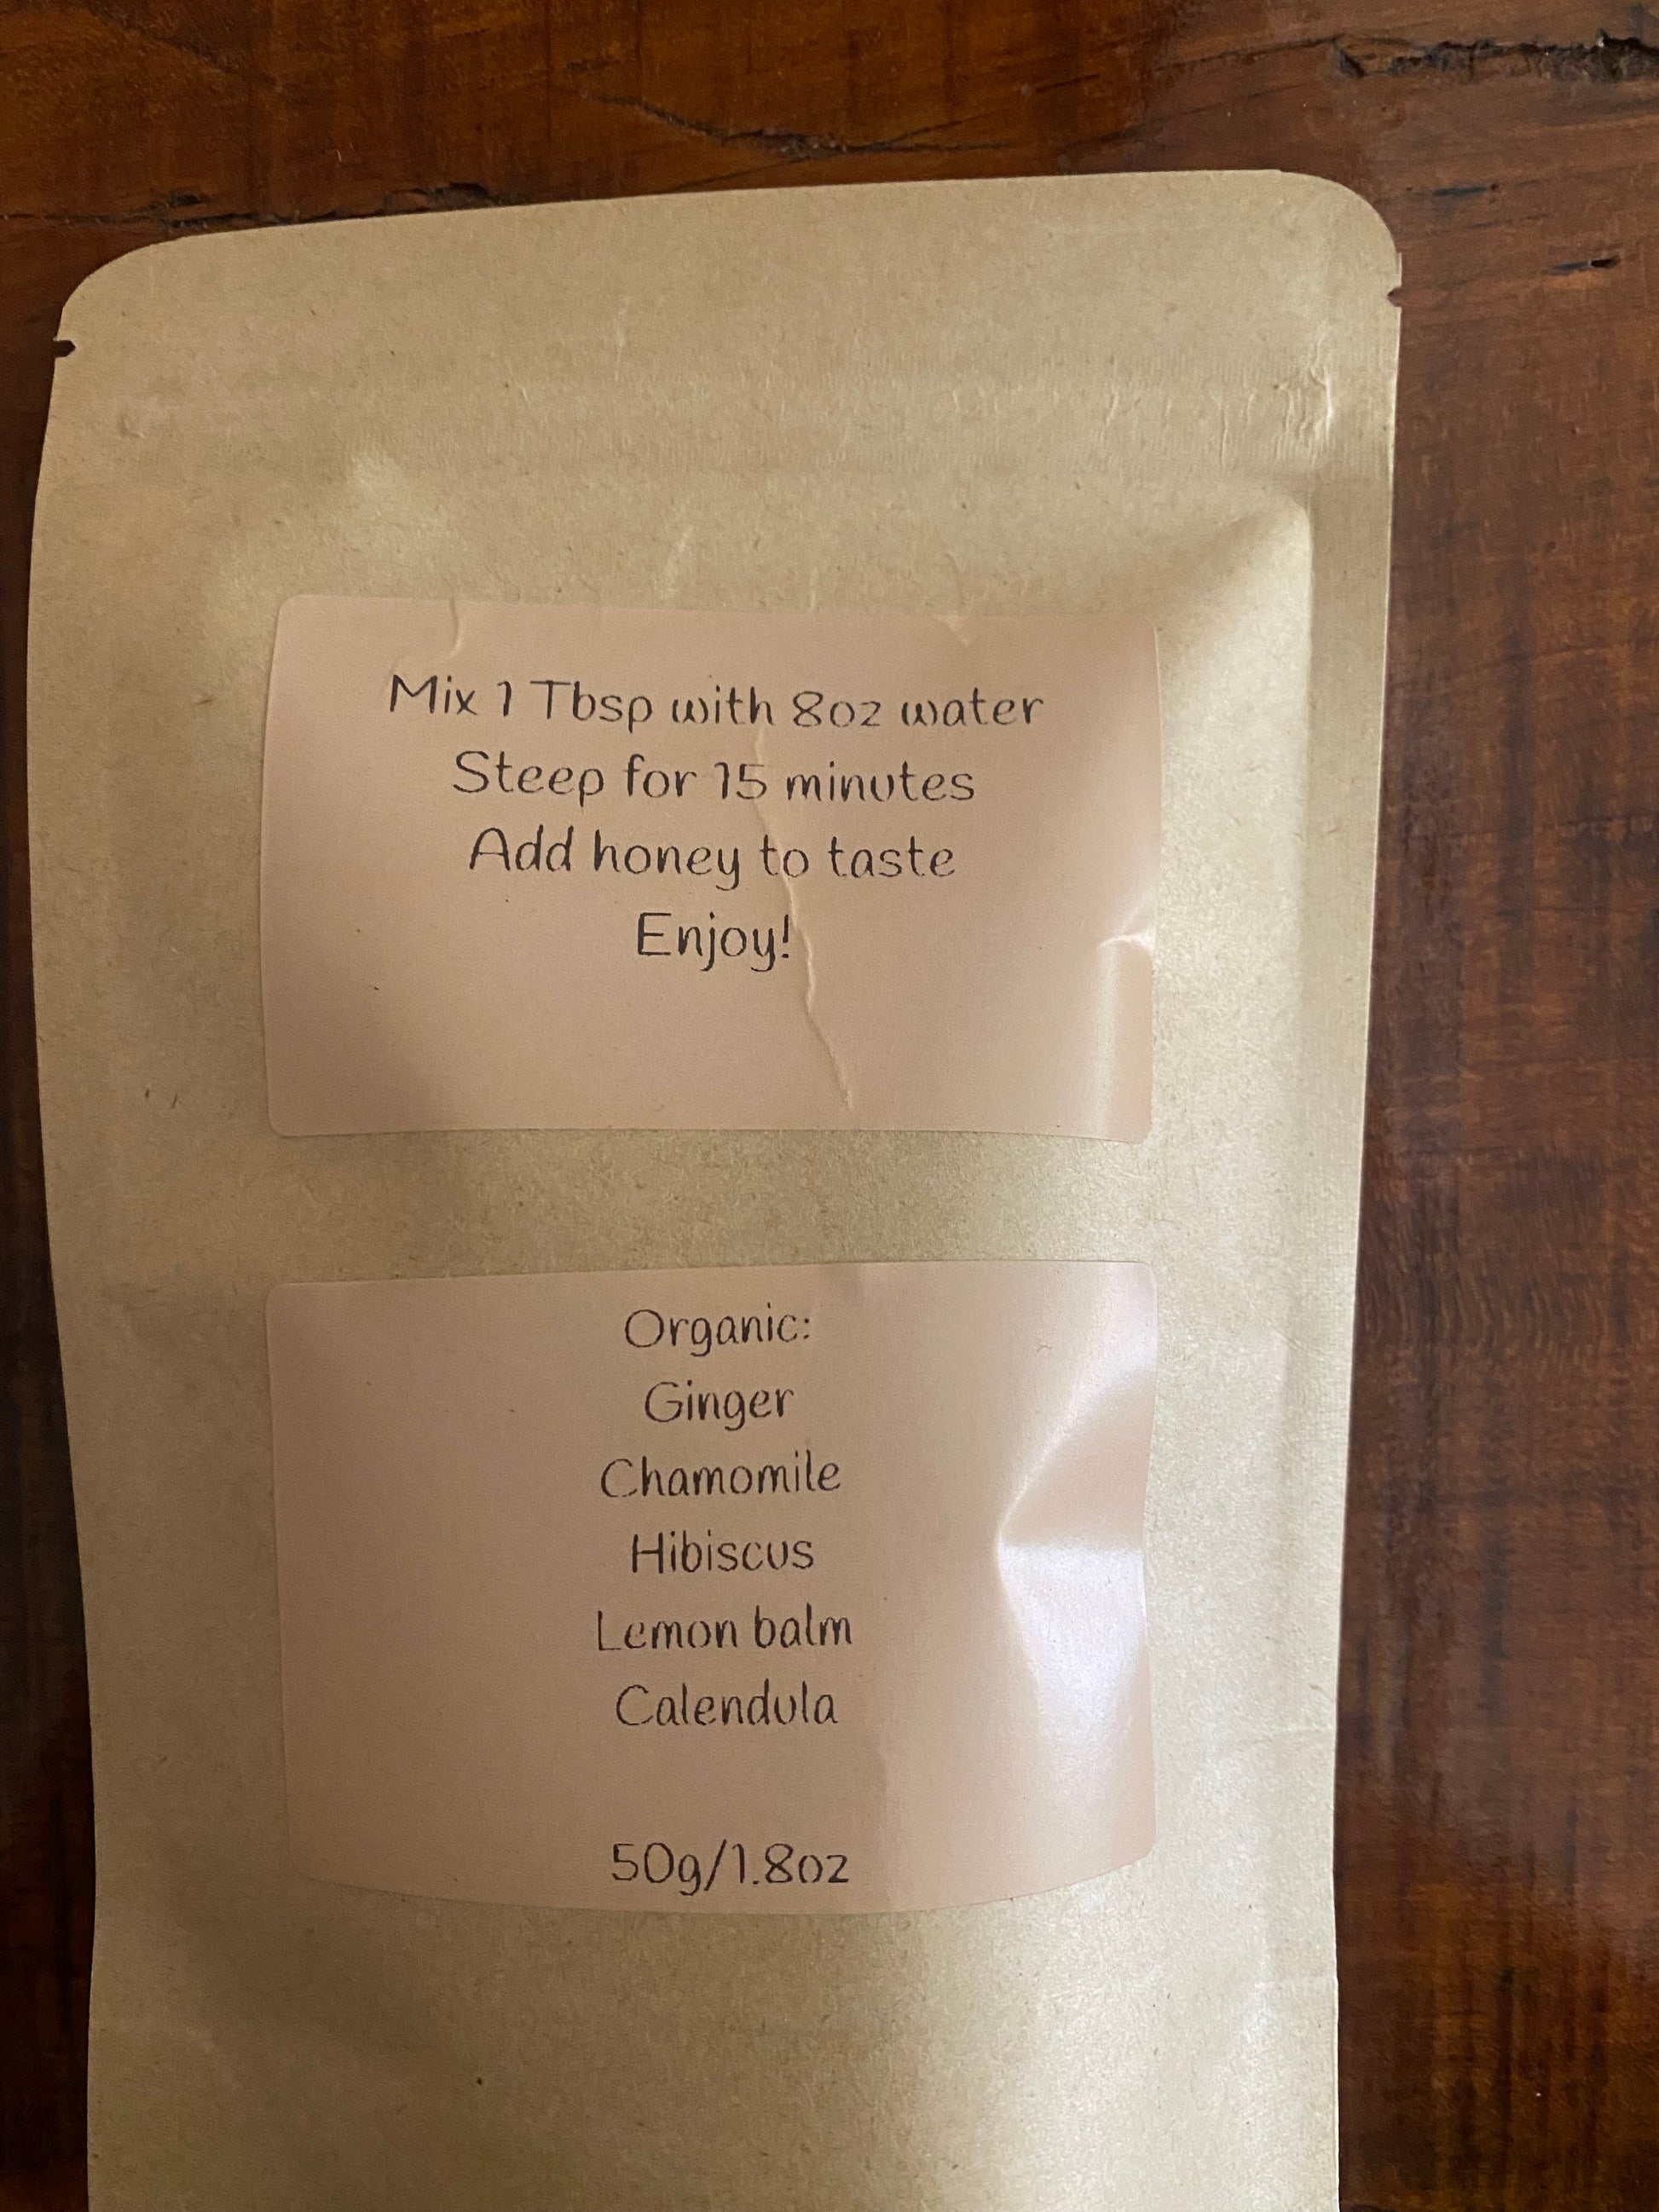 Mix 1 Tbsp with 8oz water
Steep for 15 minutes
Add honey to taste
Enjoy!
Organic:
Ginger
Chamomile
Hibiscus
Lemon balm
Calendula
50g/1.8oz